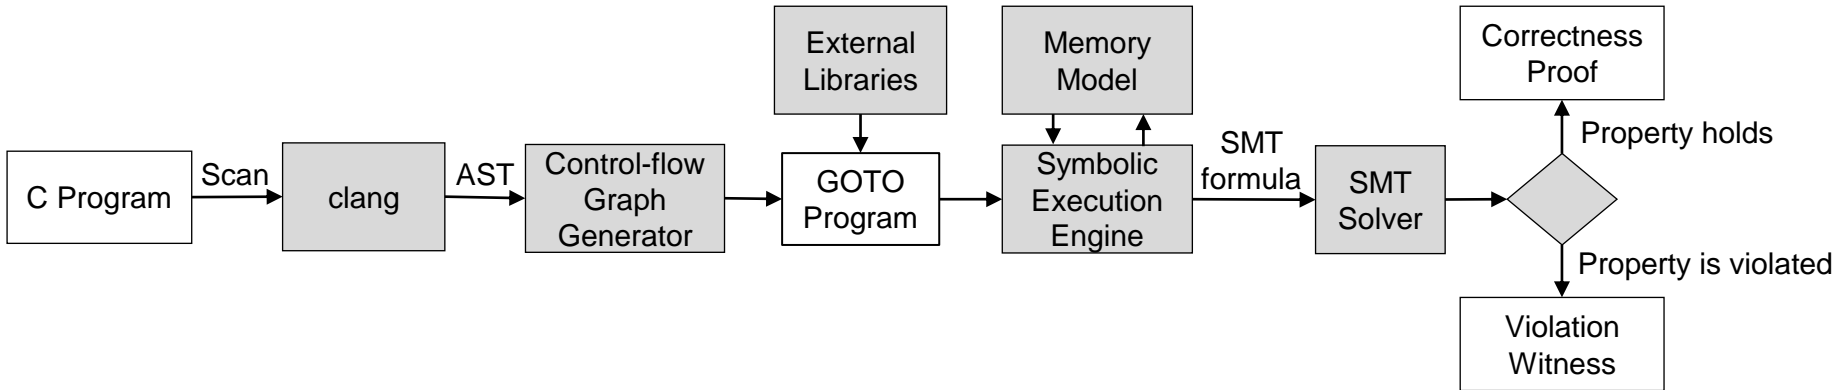 C Program
Scan
clang
AST
Control-flow
Graph
Generator
External
Libraries
GOTO
Program
Memory
Model
Symbolic
Execution
Engine
SMT
formula
SMT
Solver
Correctness
Proof
Property holds
Property is violated
Violation
Witness